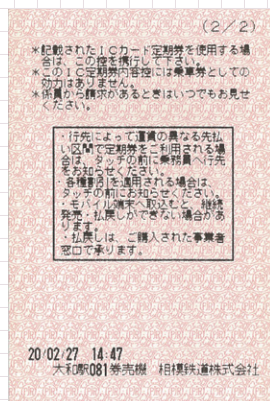 (2/2)
*記載されたICカード定期券を使用する場
合は、この控を携行して下さい。
*このIC定期券内容控には乗車券としての
効力はありません。
*係員から請求があるときはいつでもお見せ
ください。
・行先によって運賃の異なる先払
い区間で定期券をご利用される場
合は、タッチの前に乗務員へ行先
をお知らせください。
・各種割引を適用される場合は、
タッチの前にお知らせください。
・モバイル端末へ取込むと、継続
発売・払戻しができない場合があ
ります。
・払戻しは、ご購入された事業者
窓口で承ります。
20/02/27 14:47
大和駅081券売機 相模鉄道株式会社